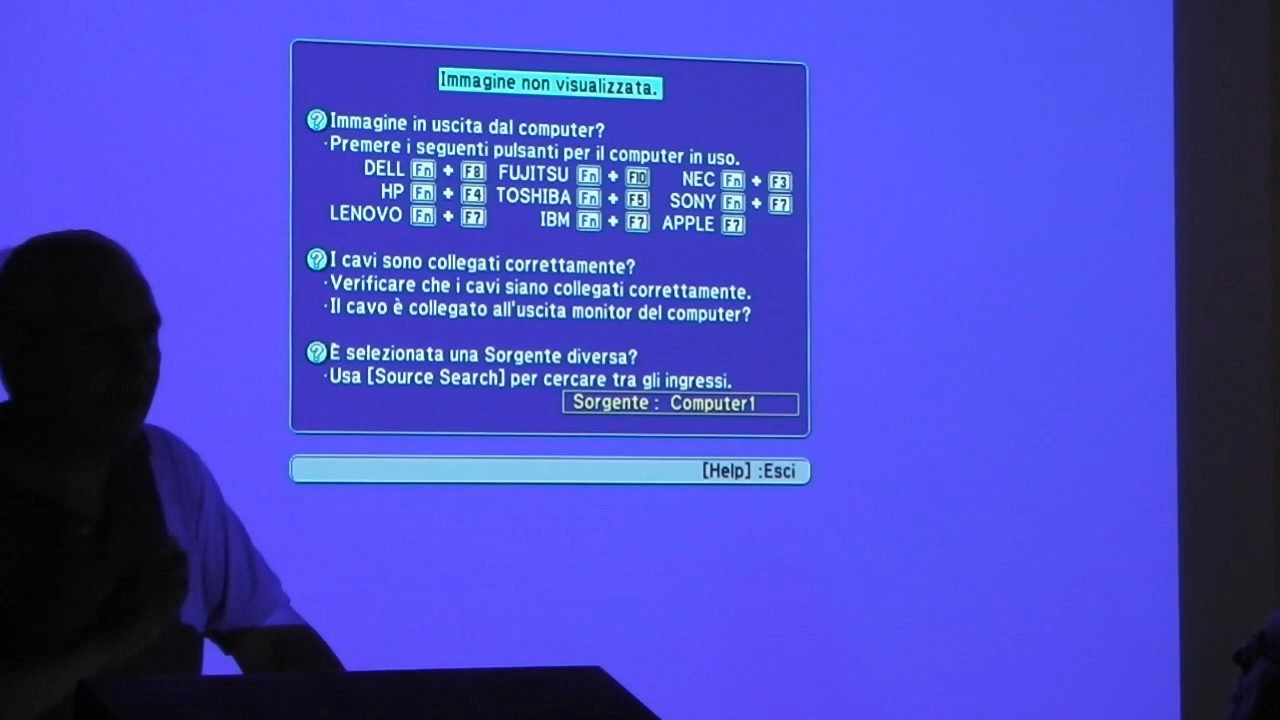 Immagine non visualizzata.
Immagine in uscita dal computer?
·Premere i seguenti pulsanti per il computer in uso.
DELL Fn + F8 FUJITSU Fn + F10 NEC Fn + F3
HP Fn + F4 TOSHIBA Fn + F5 SONY Fn + F7
LENOVO Fn + F7 IBM Fn + F7 APPLE F7
I cavi sono collegati correttamente?
·Verificare che i cavi siano collegati correttamente.
·Il cavo è collegato all'uscita monitor del computer?
È selezionata una Sorgente diversa?
·Usa [Source Search] per cercare tra gli ingressi.
Sorgente : Computer1
[Help] :Esci